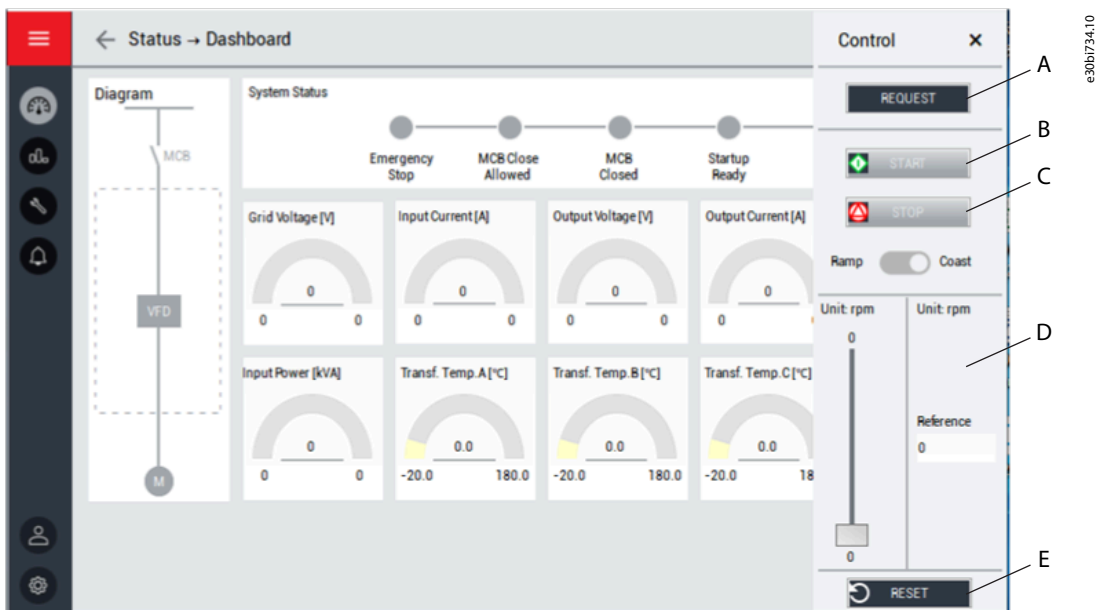 Status → Dashboard
Control
Diagram
MCB
VFD
M
System Status
Emergency
Stop
MCB Close
Allowed
MCB
Closed
Startup
Ready
Grid Voltage [V]
0
0
0
Input Current [A]
0
0
0
Output Voltage [V]
0
0
0
Output Current [A]
0
0
Input Power [kVA]
0
0
0
Transf. Temp.A [°C]
0.0
-20.0
180.0
Transf. Temp.B [°C]
0.0
-20.0
180.0
Transf. Temp.C [°C]
0.0
-20.0
18
REQUEST
START
STOP
Ramp
Coast
Unit: rpm
0
0
Unit: rpm
Reference
0
RESET
A
B
C
D
E
e30bi734.10